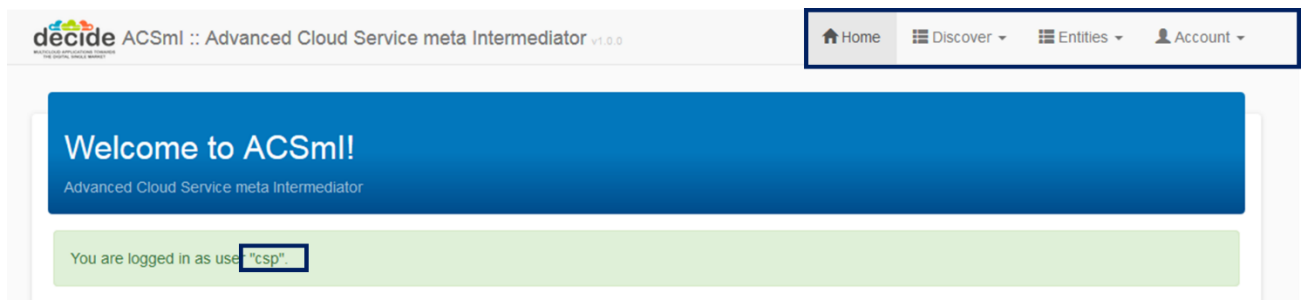 decide ACSmI :: Advanced Cloud Service meta Intermediator v1.0.0
MULTICLOUD APPLICATIONS TOWARDS
THE DIGITAL SINGLE MARKET
Home Discover Entities Account
Welcome to ACSmI!
Advanced Cloud Service meta Intermediator
You are logged in as user "csp".